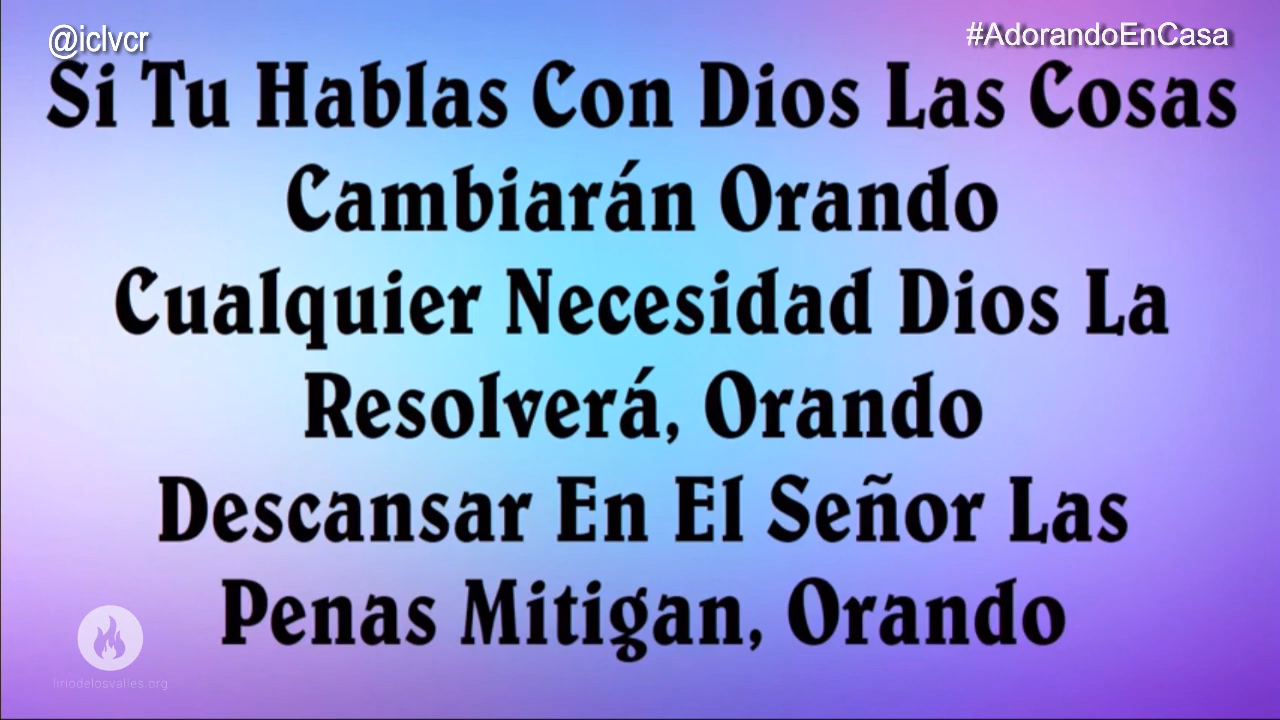 @iclvcr
#AdorandoEnCasa
Si Tu Hablas Con Dios Las Cosas
Cambiarán Orando
Cualquier Necesidad Dios La
Resolverá, Orando
Descansar En El Señor Las
Penas Mitigan, Orando
liriodelosvalles.org